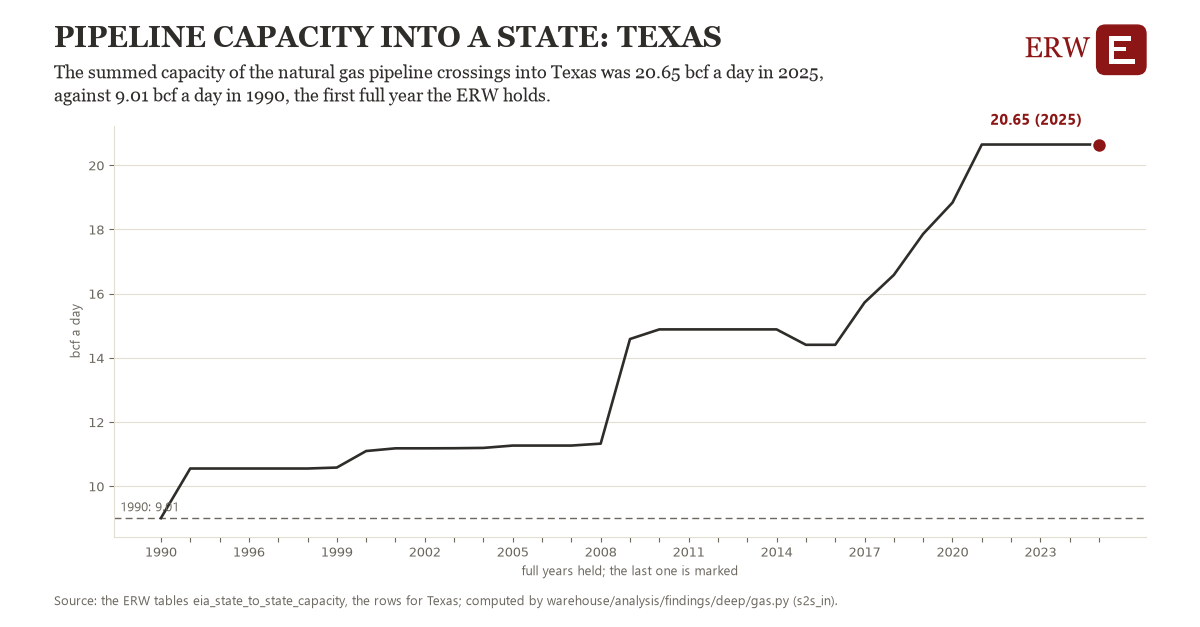 PIPELINE CAPACITY INTO A STATE: TEXAS
ERW E
The summed capacity of the natural gas pipeline crossings into Texas was 20.65 bcf a day in 2025,
against 9.01 bcf a day in 1990, the first full year the ERW holds.
20.65 (2025)
20
18
16
14
12
10
bcf a day
1990: 9.01
1990 1996 1999 2002 2005 2008 2011 2014 2017 2020 2023
full years held; the last one is marked
Source: the ERW tables eia_state_to_state_capacity, the rows for Texas; computed by warehouse/analysis/findings/deep/gas.py (s2s_in).